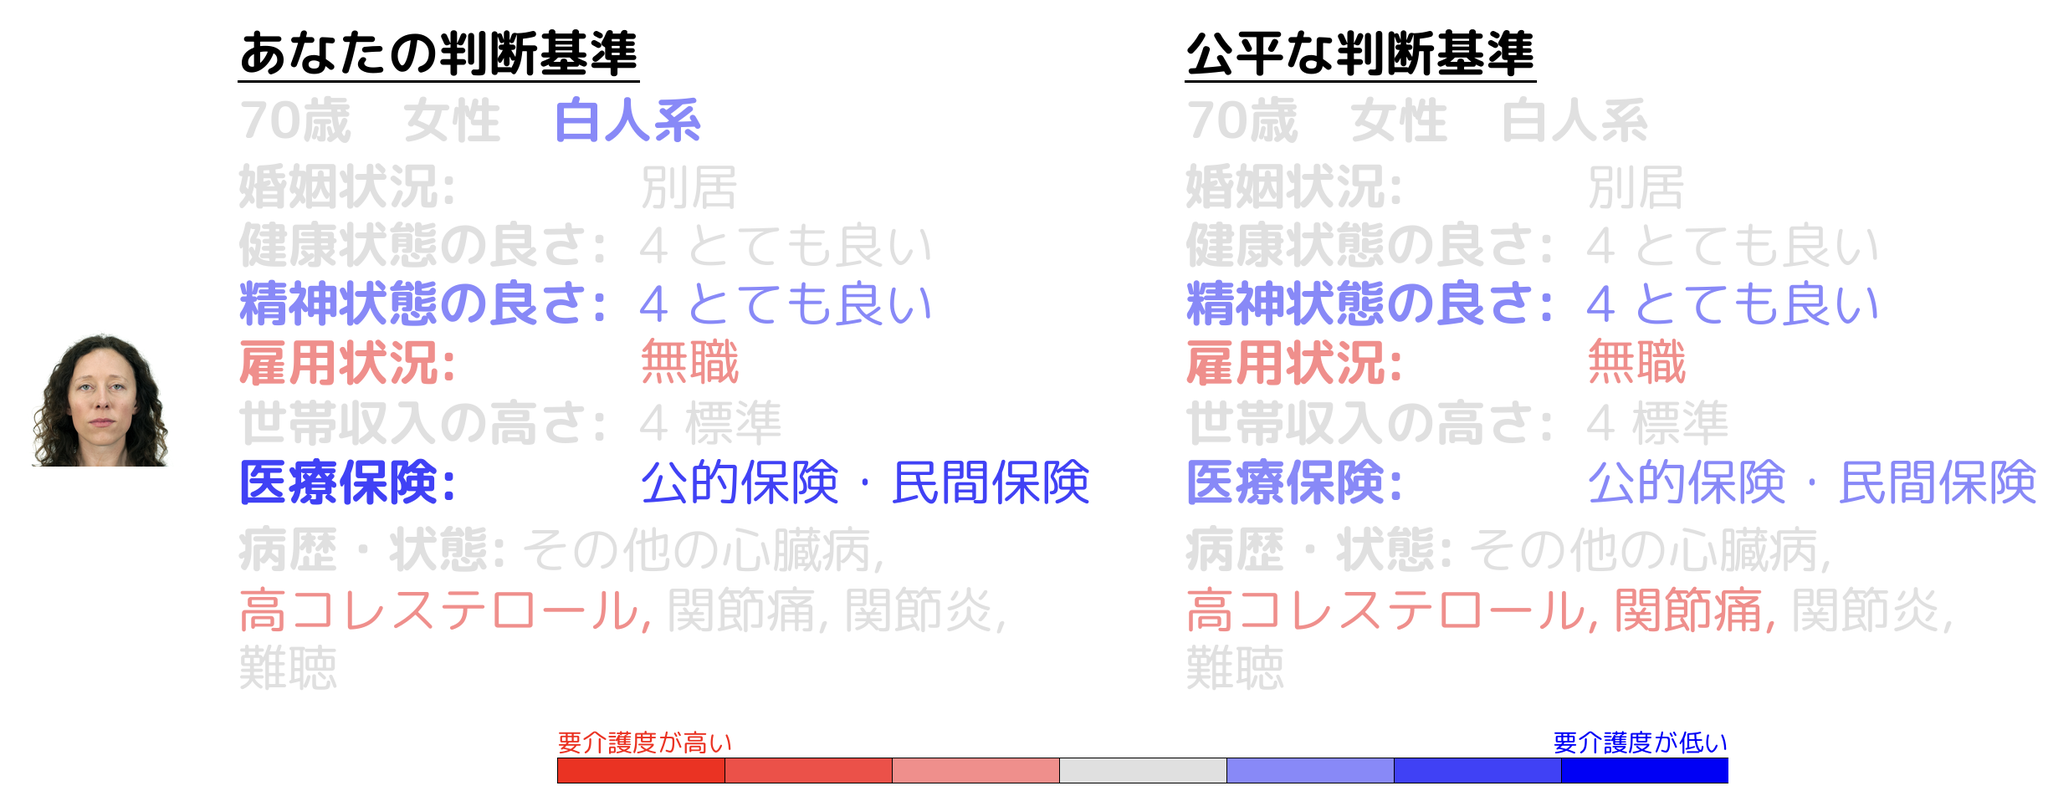 あなたの判断基準
70歳 女性 白人系
婚姻状況: 別居
健康状態の良さ: 4 とても良い
精神状態の良さ: 4 とても良い
雇用状況: 無職
世帯収入の高さ: 4 標準
医療保険: 公的保険・民間保険
病歴・状態: その他の心臓病,
高コレステロール, 関節痛, 関節炎,
難聴
公平な判断基準
70歳 女性 白人系
婚姻状況: 別居
健康状態の良さ: 4 とても良い
精神状態の良さ: 4 とても良い
雇用状況: 無職
世帯収入の高さ: 4 標準
医療保険: 公的保険・民間保険
病歴・状態: その他の心臓病,
高コレステロール, 関節痛, 関節炎,
難聴
要介護度が高い
要介護度が低い